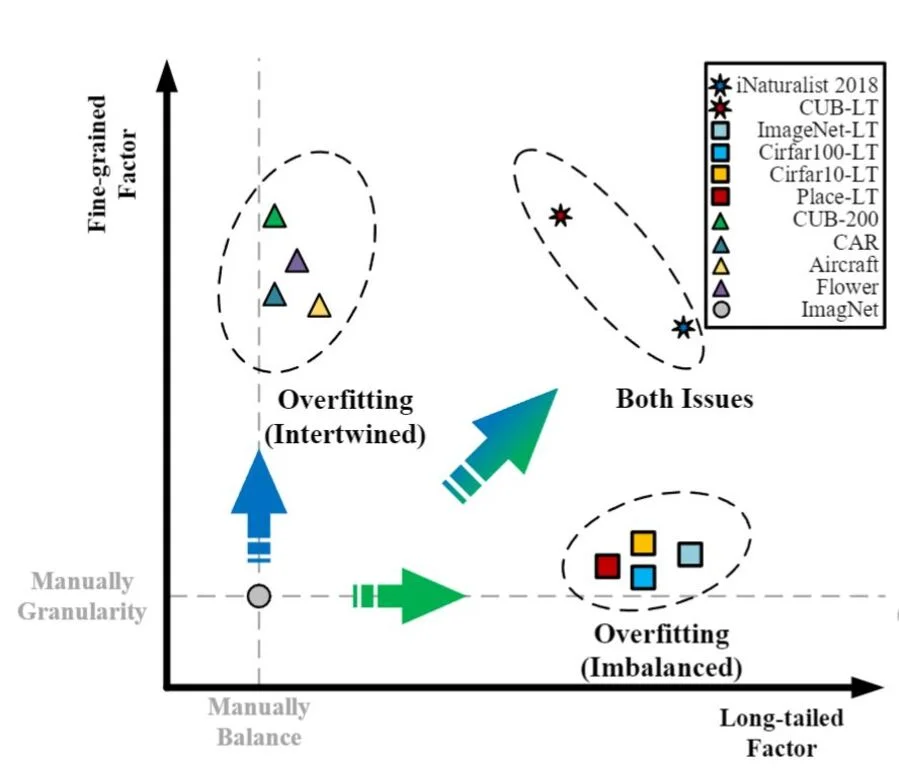 Fine-grained
Factor
iNaturalist 2018
CUB-LT
ImageNet-LT
Cirfar100-LT
Cirfar10-LT
Place-LT
CUB-200
CAR
Aircraft
Flower
ImagNet
Overfitting
(Intertwined)
Both Issues
Manually
Granularity
Overfitting
(Imbalanced)
Manually
Balance
Long-tailed
Factor